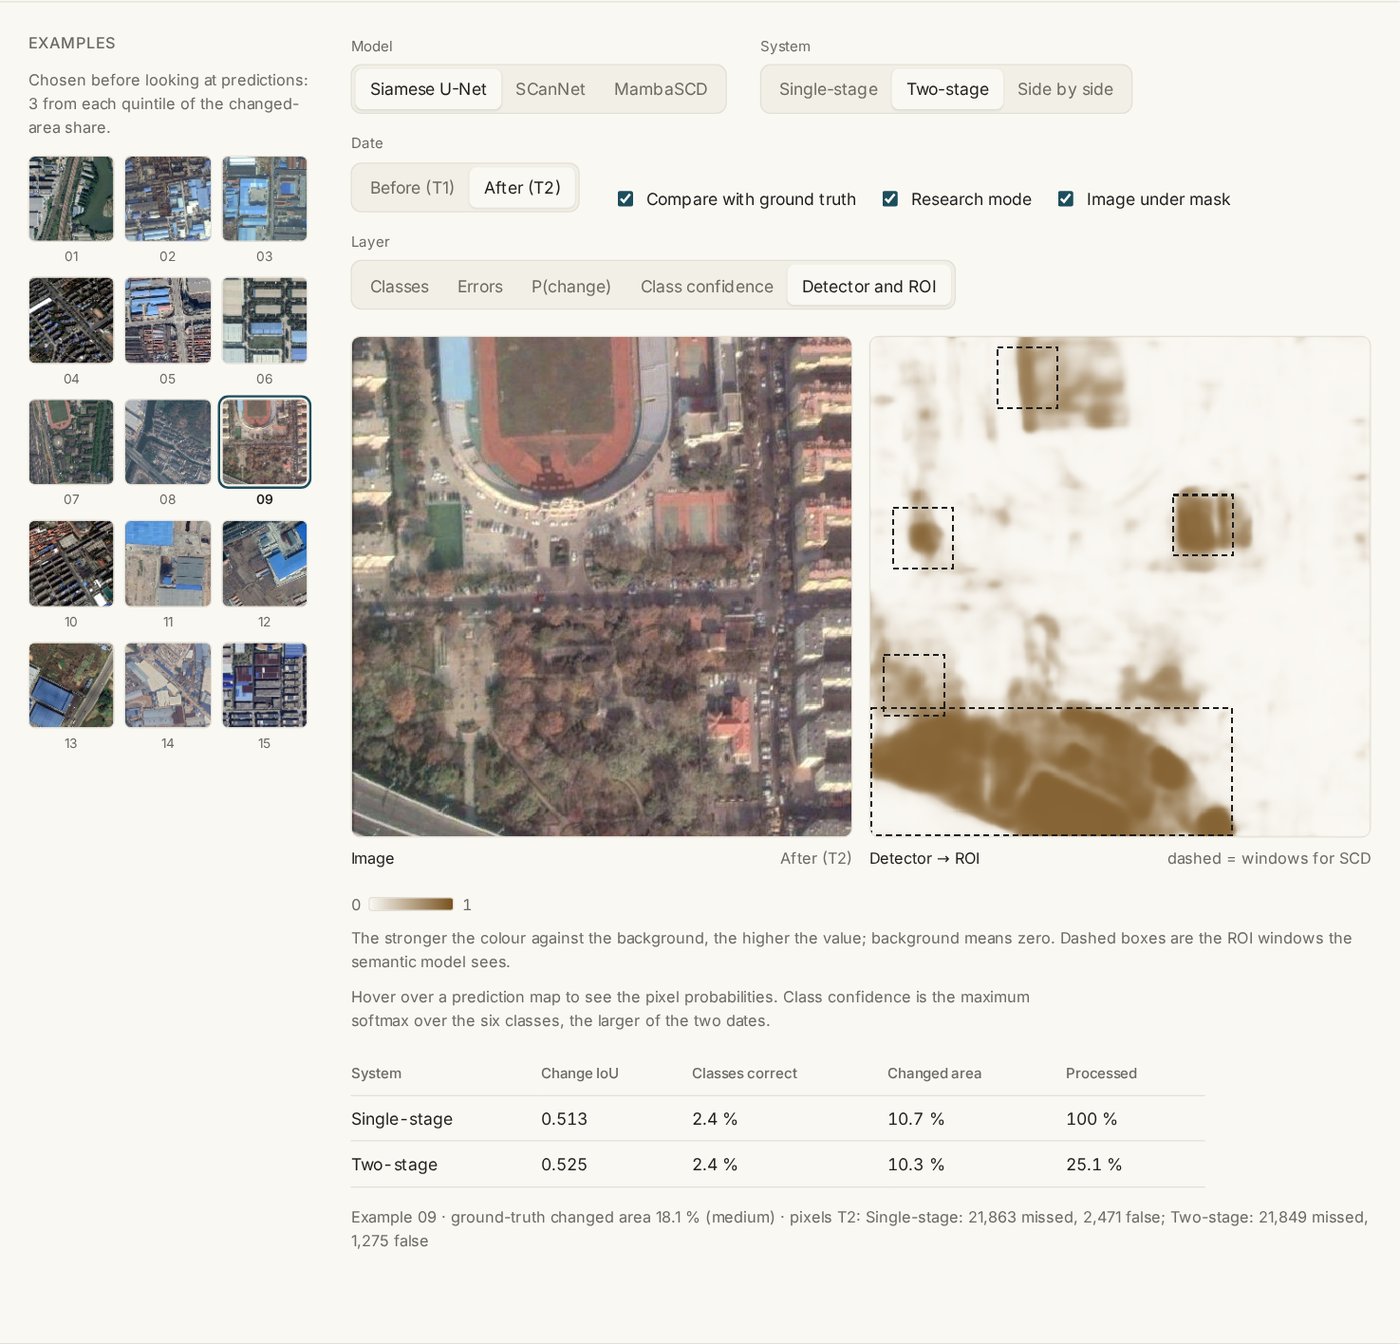 EXAMPLES
Chosen before looking at predictions:
3 from each quintile of the changed-
area share.
01 02 03
04 05 06
07 08 09
10 11 12
13 14 15
Model
Siamese U-Net SCanNet MambaSCD
System
Single-stage Two-stage Side by side
Date
Before (T1) After (T2)
Compare with ground truth Research mode Image under mask
Layer
Classes Errors P(change) Class confidence Detector and ROI
Image After (T2)
Detector → ROI dashed = windows for SCD
0 1
The stronger the colour against the background, the higher the value; background means zero. Dashed boxes are the ROI windows the
semantic model sees.
Hover over a prediction map to see the pixel probabilities. Class confidence is the maximum
softmax over the six classes, the larger of the two dates.
System Change IoU Classes correct Changed area Processed
Single-stage 0.513 2.4 % 10.7 % 100 %
Two-stage 0.525 2.4 % 10.3 % 25.1 %
Example 09 · ground-truth changed area 18.1 % (medium) · pixels T2: Single-stage: 21,863 missed, 2,471 false; Two-stage: 21,849 missed,
1,275 false